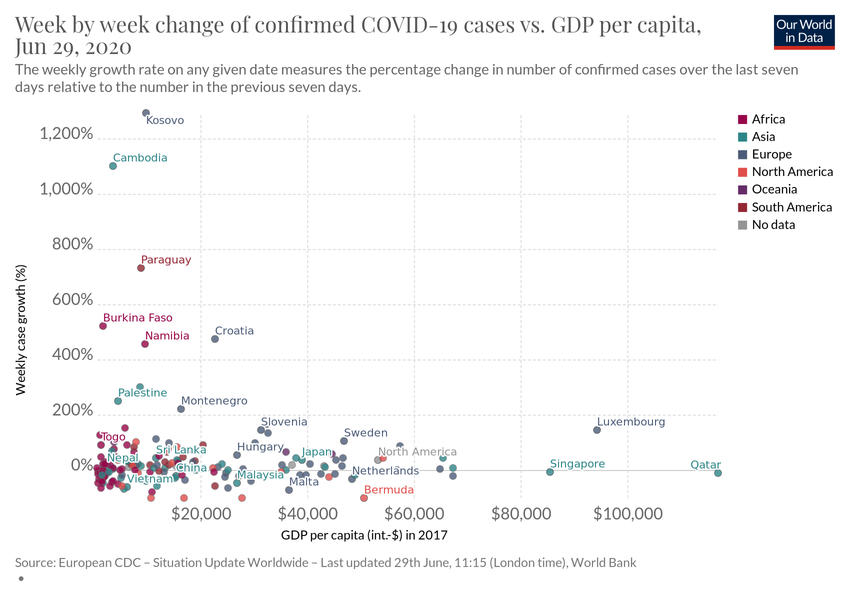 Week by week change of confirmed COVID-19 cases vs. GDP per capita,
Jun 29, 2020
Our World
in Data
The weekly growth rate on any given date measures the percentage change in number of confirmed cases over the last seven
days relative to the number in the previous seven days.
Kosovo
1,200%
Cambodia
1,000%
800%
Paraguay
600%
Burkina Faso
Namibia
Croatia
400%
Palestine
Montenegro
200%
Slovenia
Luxembourg
Togo
Sweden
Sri Lanka
Hungary
Japan
North America
Nepal
China
Singapore
Qatar
0%
Vietnam
Malaysia
Netherlands
Malta
Bermuda
Weekly case growth (%)
$20,000
$40,000
$60,000
$80,000
$100,000
GDP per capita (int.-$) in 2017
Africa
Asia
Europe
North America
Oceania
South America
No data
Source: European CDC – Situation Update Worldwide – Last updated 29th June, 11:15 (London time), World Bank